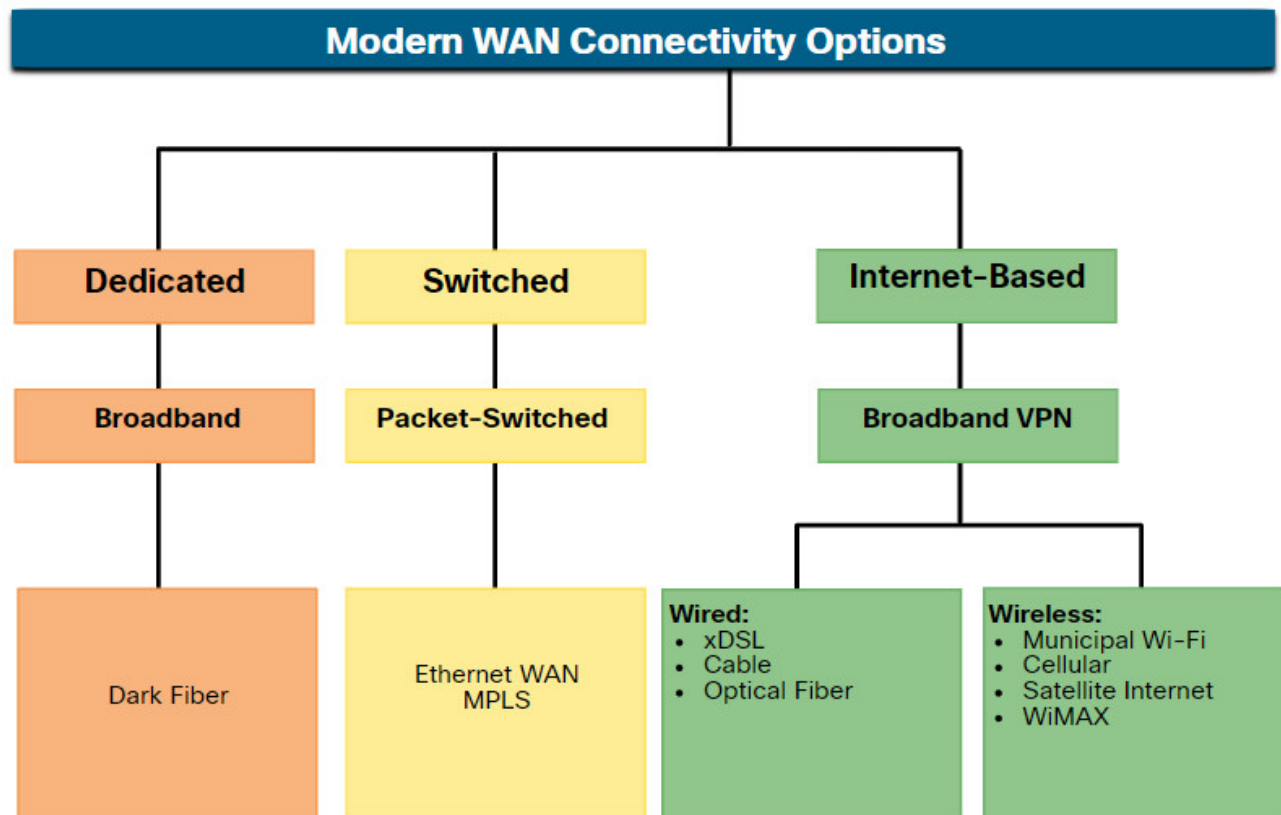 Modern WAN Connectivity Options
Dedicated
Switched
Internet-Based
Broadband
Packet-Switched
Broadband VPN
Dark Fiber
Ethernet WAN
MPLS
Wired:
• xDSL
• Cable
• Optical Fiber
Wireless:
• Municipal Wi-Fi
• Cellular
• Satellite Internet
• WiMAX